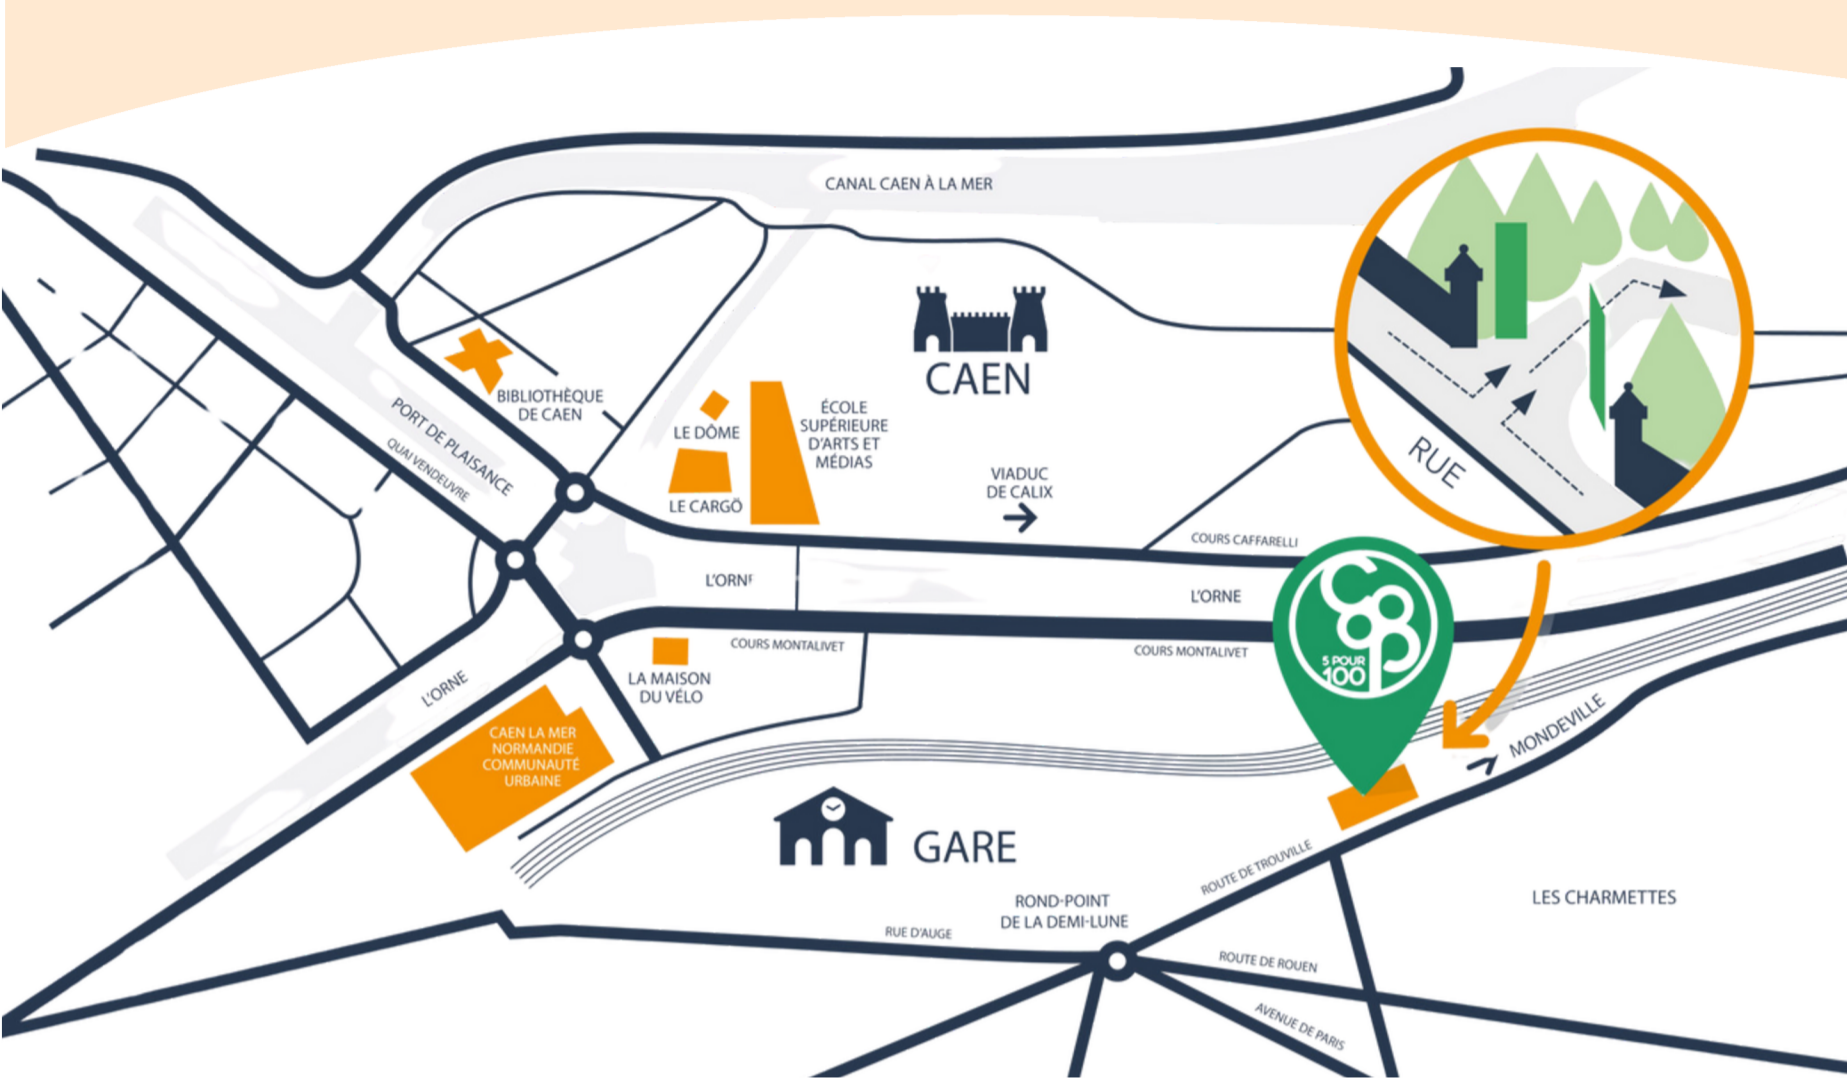 CANAL CAEN À LA MER
CAEN
BIBLIOTHÈQUE
DE CAEN
PORT DE PLAISANCE
QUAI VENDEUVRE
LE DÔME
LE CARGÖ
ÉCOLE
SUPÉRIEURE
D'ARTS ET
MÉDIAS
VIADUC
DE CALIX
RUE
COURS CAFFARELLI
L'ORNE
L'ORNE
COURS MONTALIVET
COURS MONTALIVET
5 POUR
100
LA MAISON
DU VÉLO
L'ORNE
CAEN LA MER
NORMANDIE
COMMUNAUTÉ
URBAINE
MONDEVILLE
GARE
ROUTE DE TROUVILLE
ROND-POINT
DE LA DEMI-LUNE
LES CHARMETTES
RUE D'AUGE
ROUTE DE ROUEN
AVENUE DE PARIS